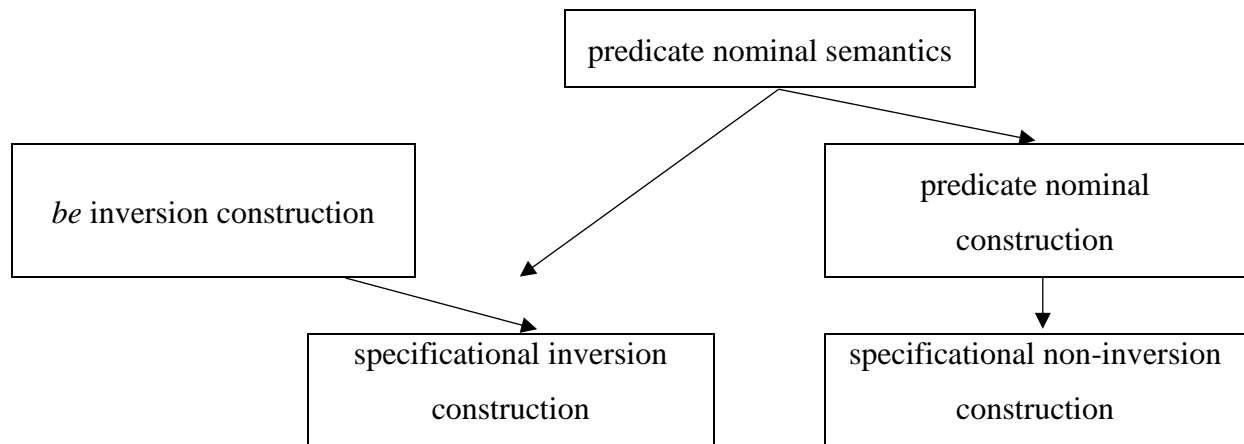 predicate nominal semantics
be inversion construction
predicate nominal
construction
specificational inversion
construction
specificational non-inversion
construction